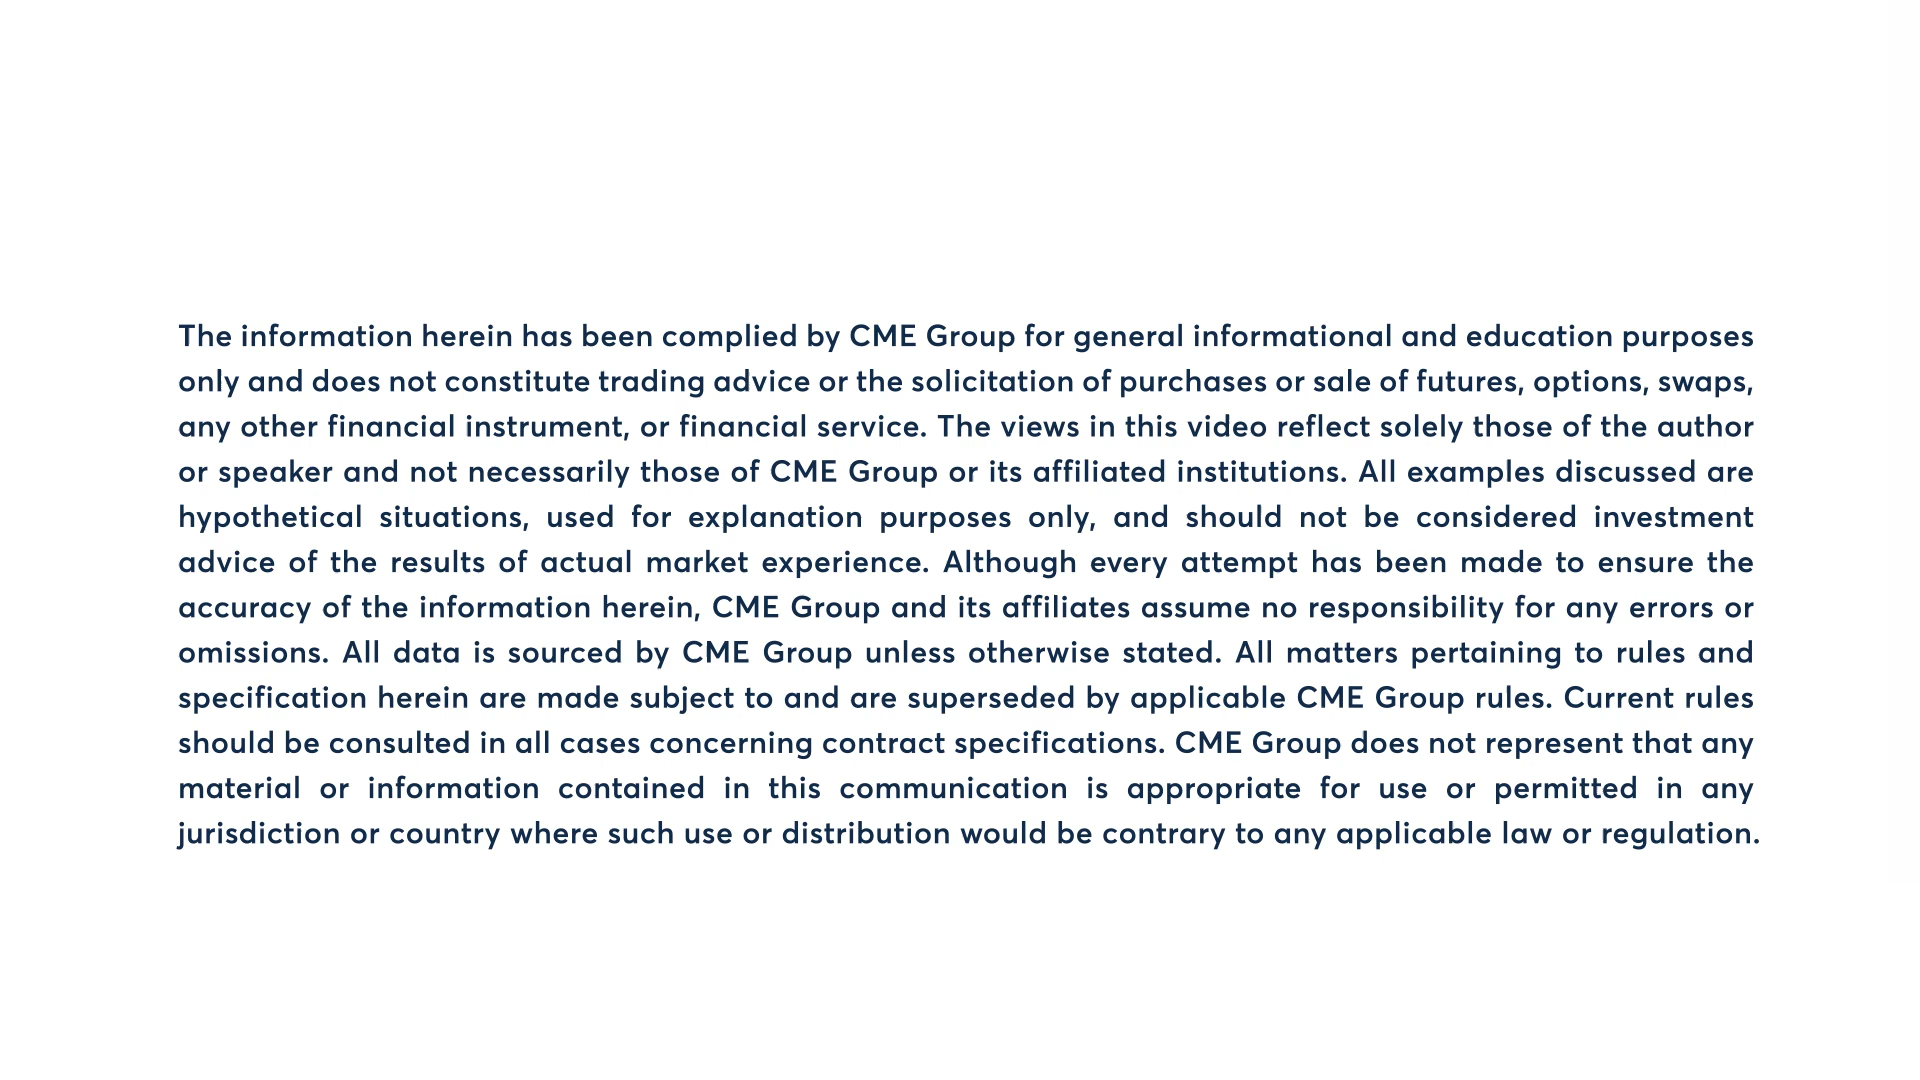 The information herein has been complied by CME Group for general informational and education purposes
only and does not constitute trading advice or the solicitation of purchases or sale of futures, options, swaps,
any other financial instrument, or financial service. The views in this video reflect solely those of the author
or speaker and not necessarily those of CME Group or its affiliated institutions. All examples discussed are
hypothetical situations, used for explanation purposes only, and should not be considered investment
advice of the results of actual market experience. Although every attempt has been made to ensure the
accuracy of the information herein, CME Group and its affiliates assume no responsibility for any errors or
omissions. All data is sourced by CME Group unless otherwise stated. All matters pertaining to rules and
specification herein are made subject to and are superseded by applicable CME Group rules. Current rules
should be consulted in all cases concerning contract specifications. CME Group does not represent that any
material or information contained in this communication is appropriate for use or permitted in any
jurisdiction or country where such use or distribution would be contrary to any applicable law or regulation.